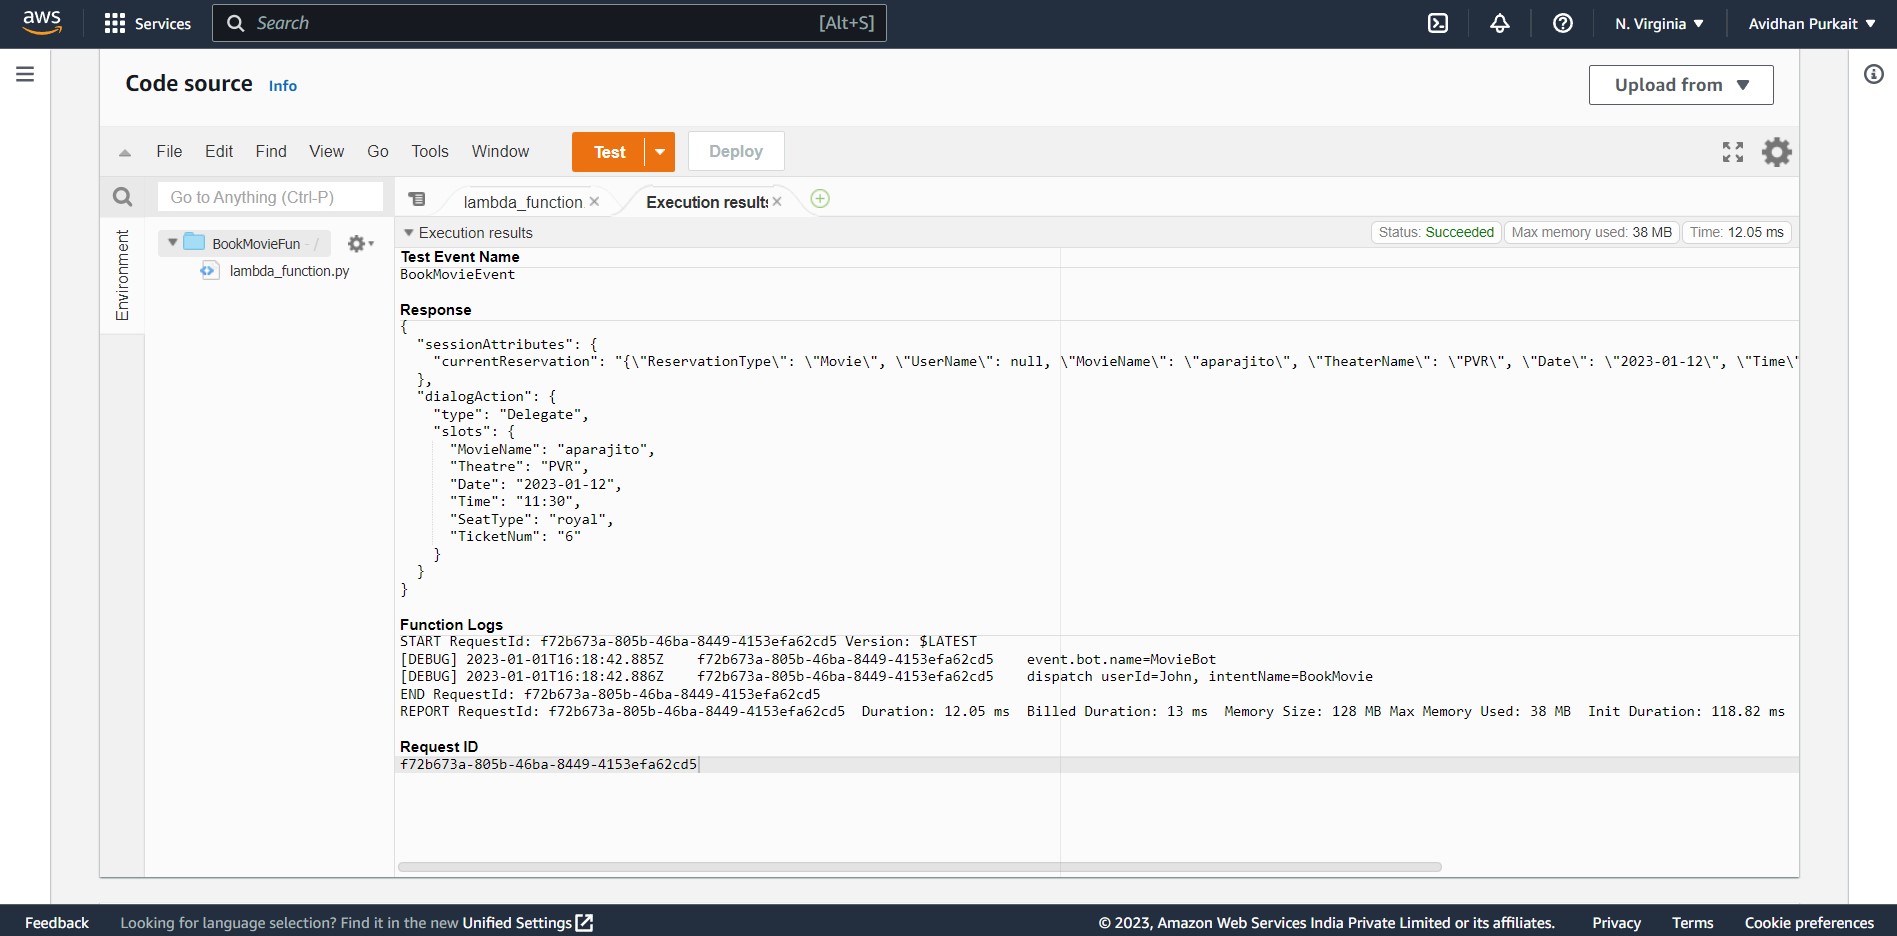 aws Services Search [Alt+S] N. Virginia Avidhan Purkait
Code source Info Upload from
File Edit Find View Go Tools Window Test Deploy
Go to Anything (Ctrl-P) lambda_function Execution results
Environment
BookMovieFun - /
lambda_function.py
Execution results Status: Succeeded Max memory used: 38 MB Time: 12.05 ms
Test Event Name
BookMovieEvent
Response
{
"sessionAttributes": {
"currentReservation": "{\"ReservationType\": \"Movie\", \"UserName\": null, \"MovieName\": \"aparajito\", \"TheaterName\": \"PVR\", \"Date\": \"2023-01-12\", \"Time\"
},
"dialogAction": {
"type": "Delegate",
"slots": {
"MovieName": "aparajito",
"Theatre": "PVR",
"Date": "2023-01-12",
"Time": "11:30",
"SeatType": "royal",
"TicketNum": "6"
}
}
}
Function Logs
START RequestId: f72b673a-805b-46ba-8449-4153efa62cd5 Version: $LATEST
[DEBUG] 2023-01-01T16:18:42.885Z f72b673a-805b-46ba-8449-4153efa62cd5 event.bot.name=MovieBot
[DEBUG] 2023-01-01T16:18:42.886Z f72b673a-805b-46ba-8449-4153efa62cd5 dispatch userId=John, intentName=BookMovie
END RequestId: f72b673a-805b-46ba-8449-4153efa62cd5
REPORT RequestId: f72b673a-805b-46ba-8449-4153efa62cd5 Duration: 12.05 ms Billed Duration: 13 ms Memory Size: 128 MB Max Memory Used: 38 MB Init Duration: 118.82 ms
Request ID
f72b673a-805b-46ba-8449-4153efa62cd5
Feedback Looking for language selection? Find it in the new Unified Settings © 2023, Amazon Web Services India Private Limited or its affiliates. Privacy Terms Cookie preferences